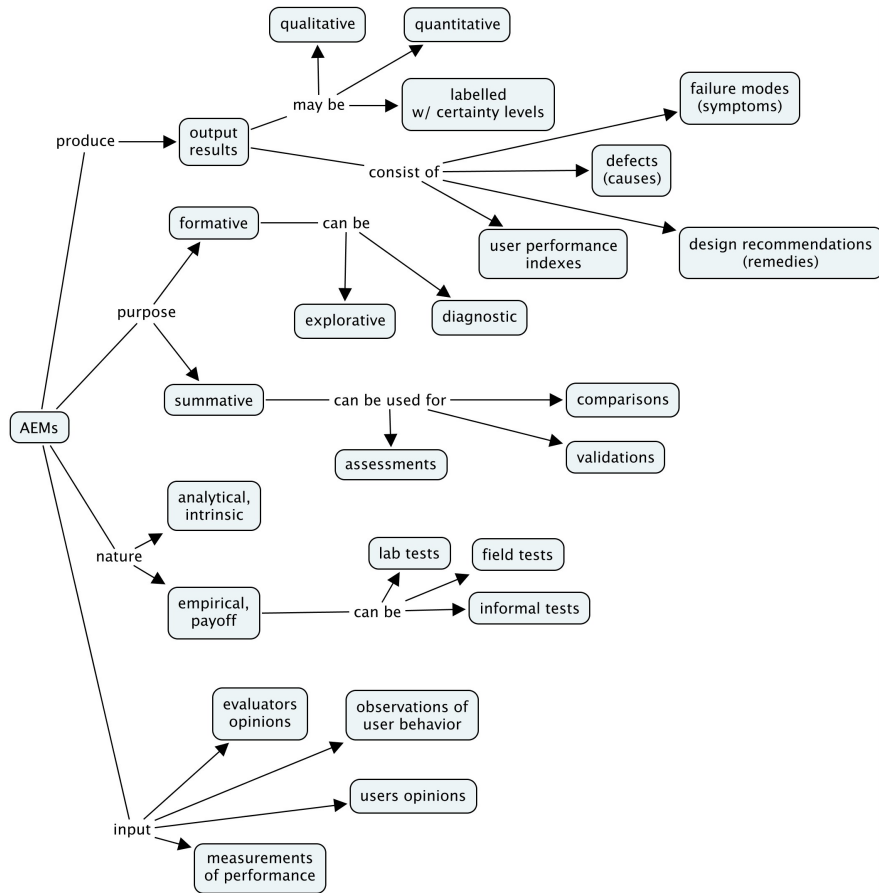 qualitative
quantitative
may be
labelled
w/ certainty levels
failure modes
(symptoms)
produce
output
results
consist of
defects
(causes)
user performance
indexes
design recommendations
(remedies)
formative
can be
explorative
diagnostic
purpose
summative
can be used for
comparisons
assessments
validations
AEMs
analytical,
intrinsic
nature
empirical,
payoff
can be
lab tests
field tests
informal tests
evaluators
opinions
observations of
user behavior
users opinions
input
measurements
of performance